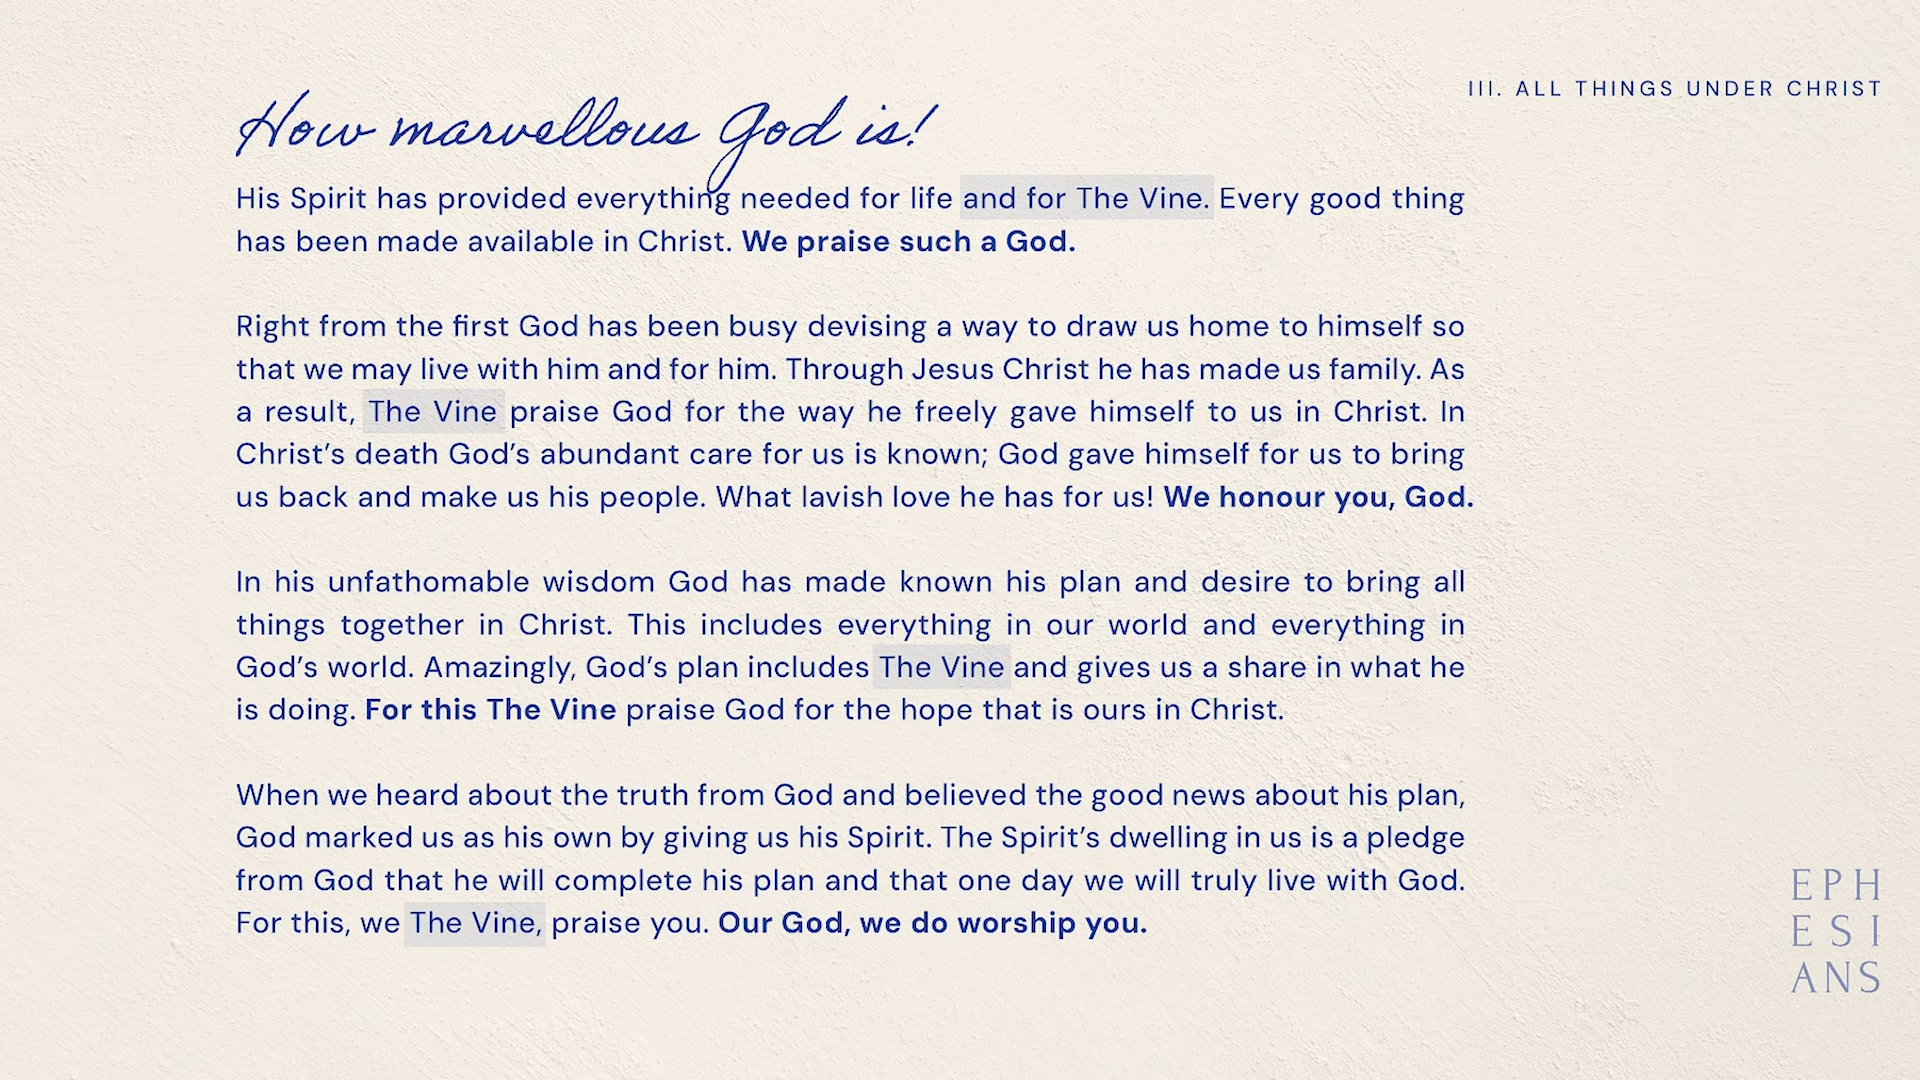 III. ALL THINGS UNDER CHRIST
How marvellous God is!
His Spirit has provided everything needed for life and for The Vine. Every good thing
has been made available in Christ. We praise such a God.
Right from the first God has been busy devising a way to draw us home to himself so
that we may live with him and for him. Through Jesus Christ he has made us family. As
a result, The Vine praise God for the way he freely gave himself to us in Christ. In
Christ’s death God’s abundant care for us is known; God gave himself for us to bring
us back and make us his people. What lavish love he has for us! We honour you, God.
In his unfathomable wisdom God has made known his plan and desire to bring all
things together in Christ. This includes everything in our world and everything in
God’s world. Amazingly, God’s plan includes The Vine and gives us a share in what he
is doing. For this The Vine praise God for the hope that is ours in Christ.
When we heard about the truth from God and believed the good news about his plan,
God marked us as his own by giving us his Spirit. The Spirit’s dwelling in us is a pledge
from God that he will complete his plan and that one day we will truly live with God.
For this, we The Vine, praise you. Our God, we do worship you.
EPH
ESI
ANS